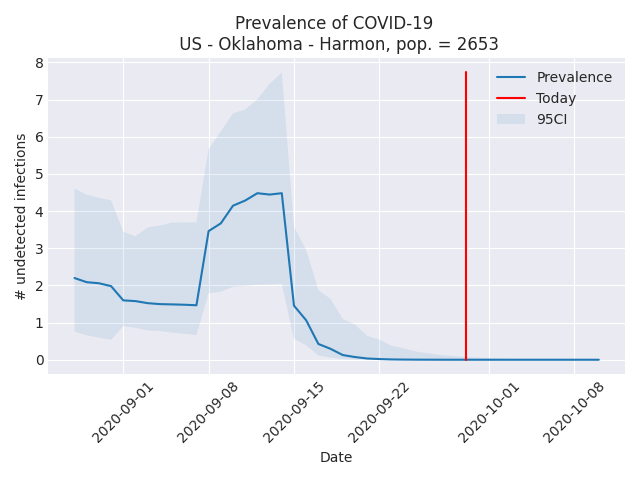 Prevalence of COVID-19
US - Oklahoma - Harmon, pop. = 2653
8
7
6
5
4
3
2
1
0
# undetected infections
Prevalence
Today
95CI
2020-09-01
2020-09-08
2020-09-15
2020-09-22
2020-10-01
2020-10-08
Date